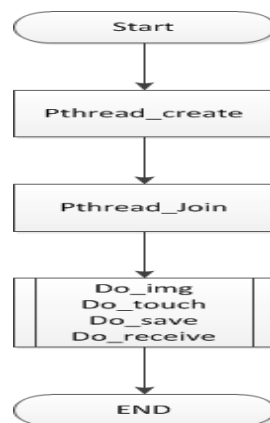 Start
Pthread_create
Pthread_Join
Do_img
Do_touch
Do_save
Do_receive
END